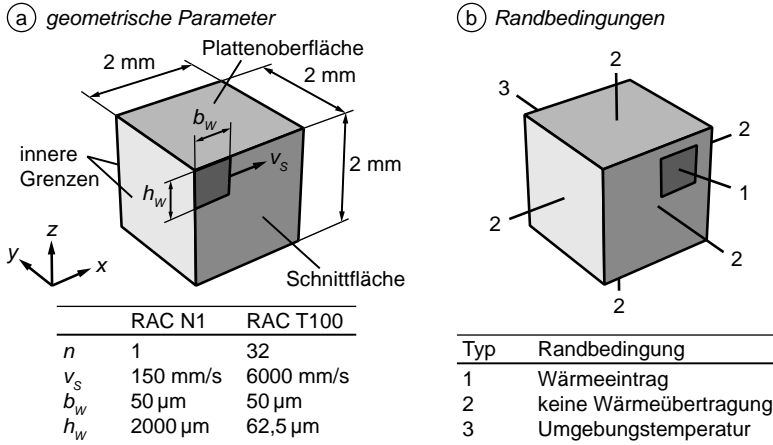 a geometrische Parameter
Plattenoberfläche
2 mm
2 mm
b_W
innere
Grenzen
v_S
2 mm
h_W
z
y
x
Schnittfläche
RAC N1 RAC T100
n 1 32
v_S 150 mm/s 6000 mm/s
b_W 50 µm 50 µm
h_W 2000 µm 62,5 µm
b Randbedingungen
2
3
2
1
2
2
2
Typ Randbedingung
1 Wärmeeintrag
2 keine Wärmeübertragung
3 Umgebungstemperatur